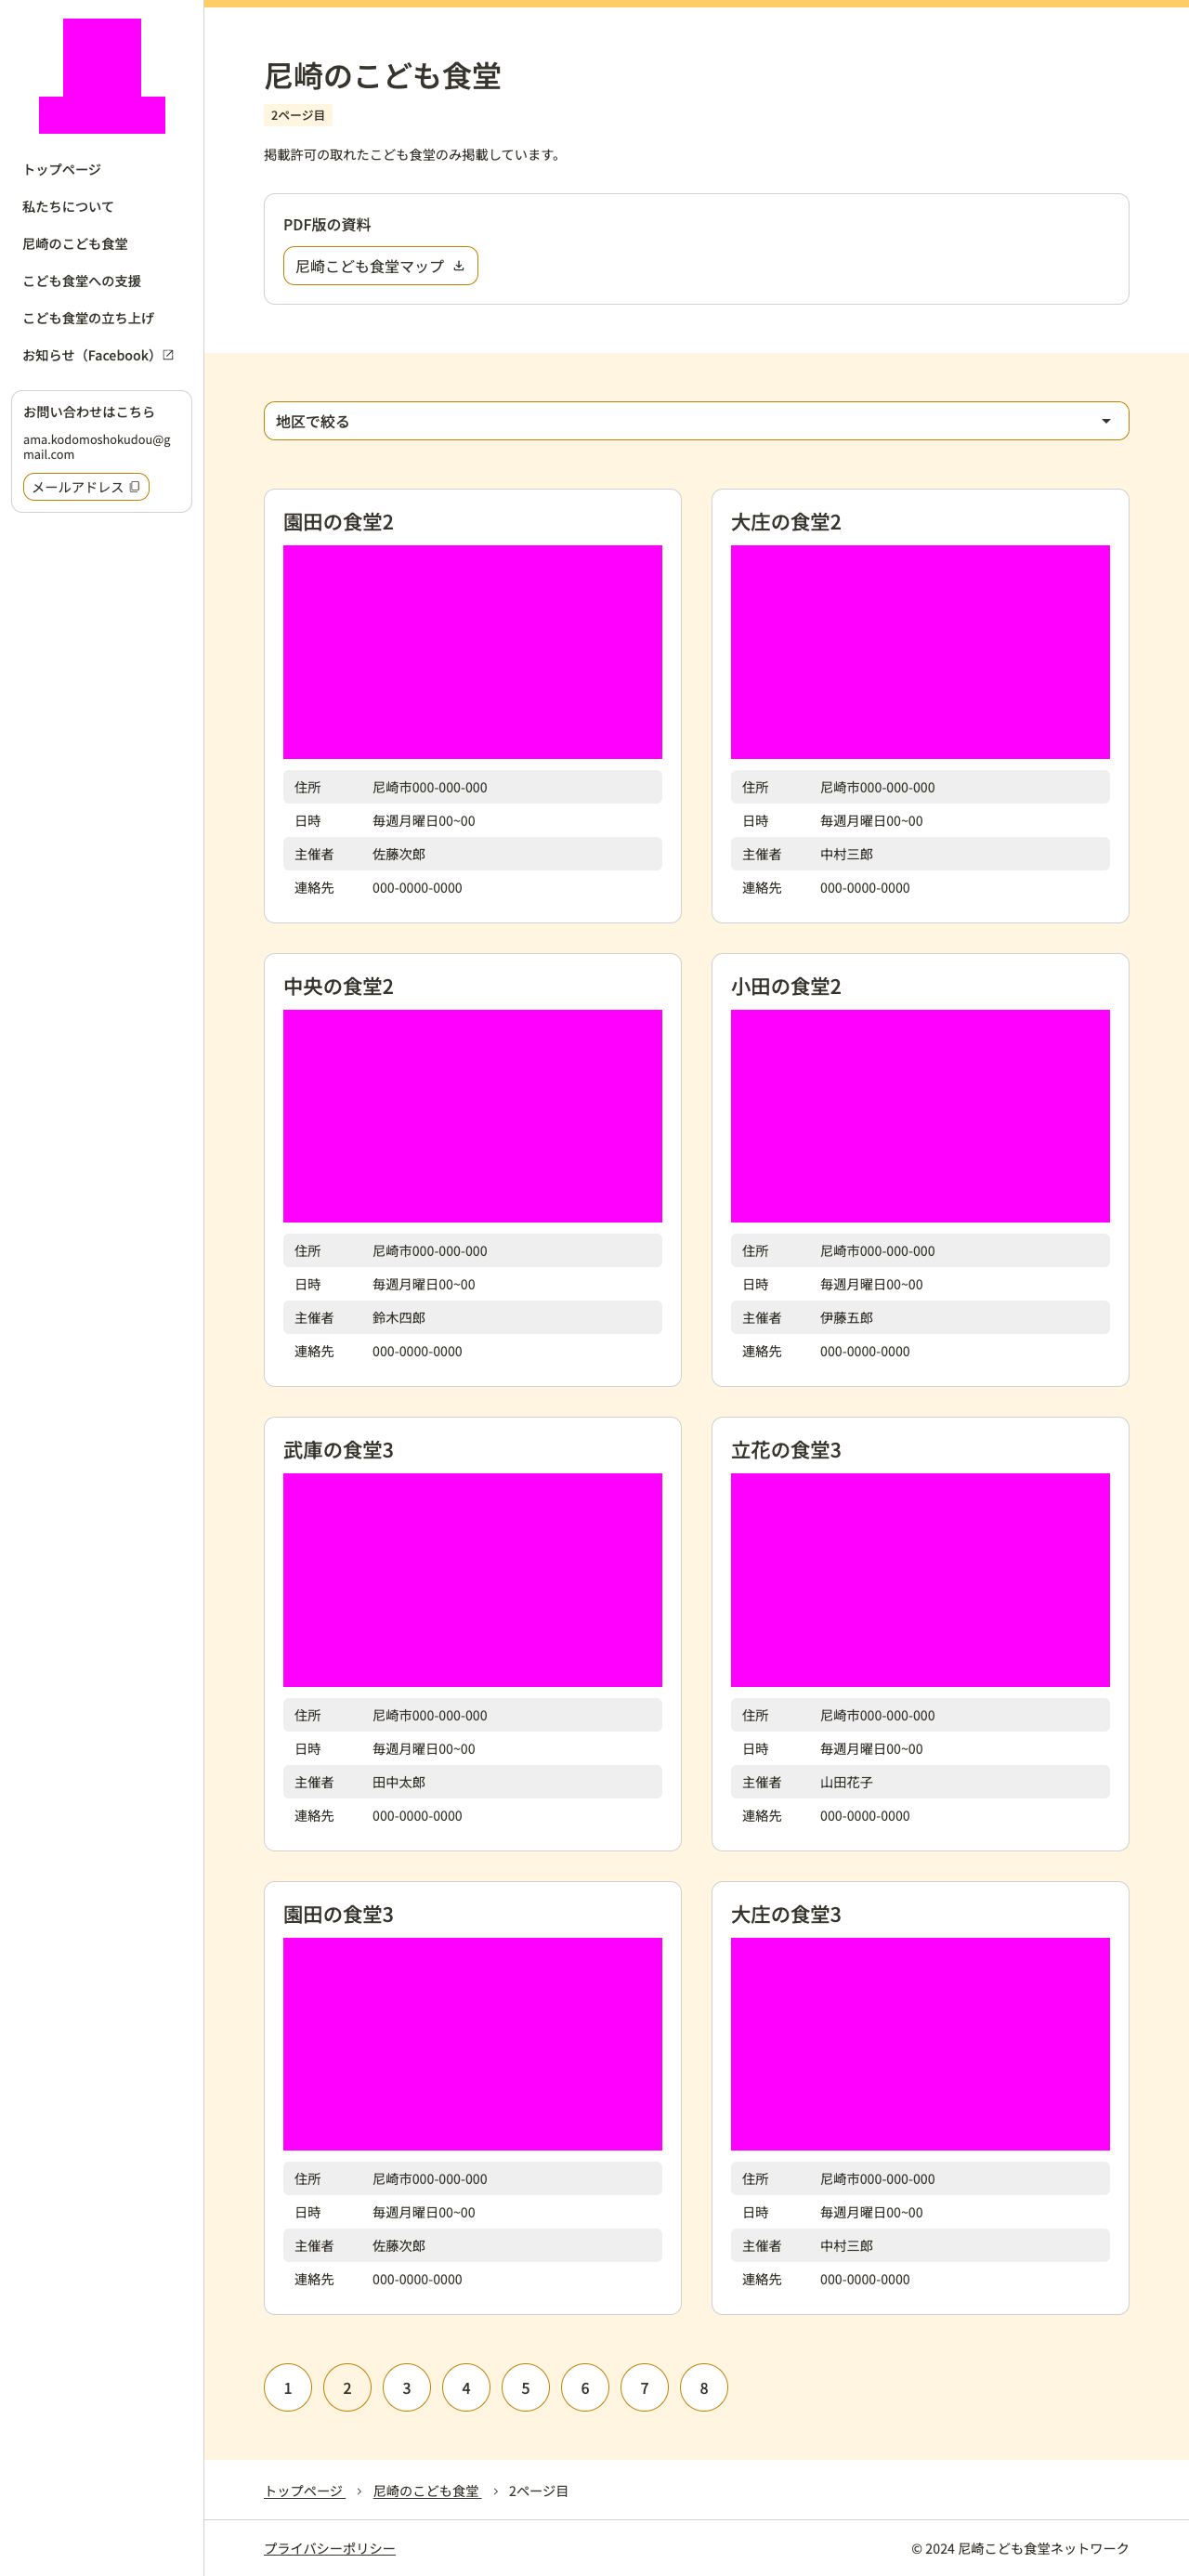 トップページ
私たちについて
尼崎のこども食堂
こども食堂への支援
こども食堂の立ち上げ
お知らせ（Facebook）
お問い合わせはこちら
ama.kodomoshokudou@g
mail.com
メールアドレス
尼崎のこども食堂
2ページ目
掲載許可の取れたこども食堂のみ掲載しています。
PDF版の資料
尼崎こども食堂マップ
地区で絞る
園田の食堂2
住所 尼崎市000-000-000
日時 毎週月曜日00~00
主催者 佐藤次郎
連絡先 000-0000-0000
大庄の食堂2
住所 尼崎市000-000-000
日時 毎週月曜日00~00
主催者 中村三郎
連絡先 000-0000-0000
中央の食堂2
住所 尼崎市000-000-000
日時 毎週月曜日00~00
主催者 鈴木四郎
連絡先 000-0000-0000
小田の食堂2
住所 尼崎市000-000-000
日時 毎週月曜日00~00
主催者 伊藤五郎
連絡先 000-0000-0000
武庫の食堂3
住所 尼崎市000-000-000
日時 毎週月曜日00~00
主催者 田中太郎
連絡先 000-0000-0000
立花の食堂3
住所 尼崎市000-000-000
日時 毎週月曜日00~00
主催者 山田花子
連絡先 000-0000-0000
園田の食堂3
住所 尼崎市000-000-000
日時 毎週月曜日00~00
主催者 佐藤次郎
連絡先 000-0000-0000
大庄の食堂3
住所 尼崎市000-000-000
日時 毎週月曜日00~00
主催者 中村三郎
連絡先 000-0000-0000
1 2 3 4 5 6 7 8
トップページ › 尼崎のこども食堂 › 2ページ目
プライバシーポリシー
© 2024 尼崎こども食堂ネットワーク